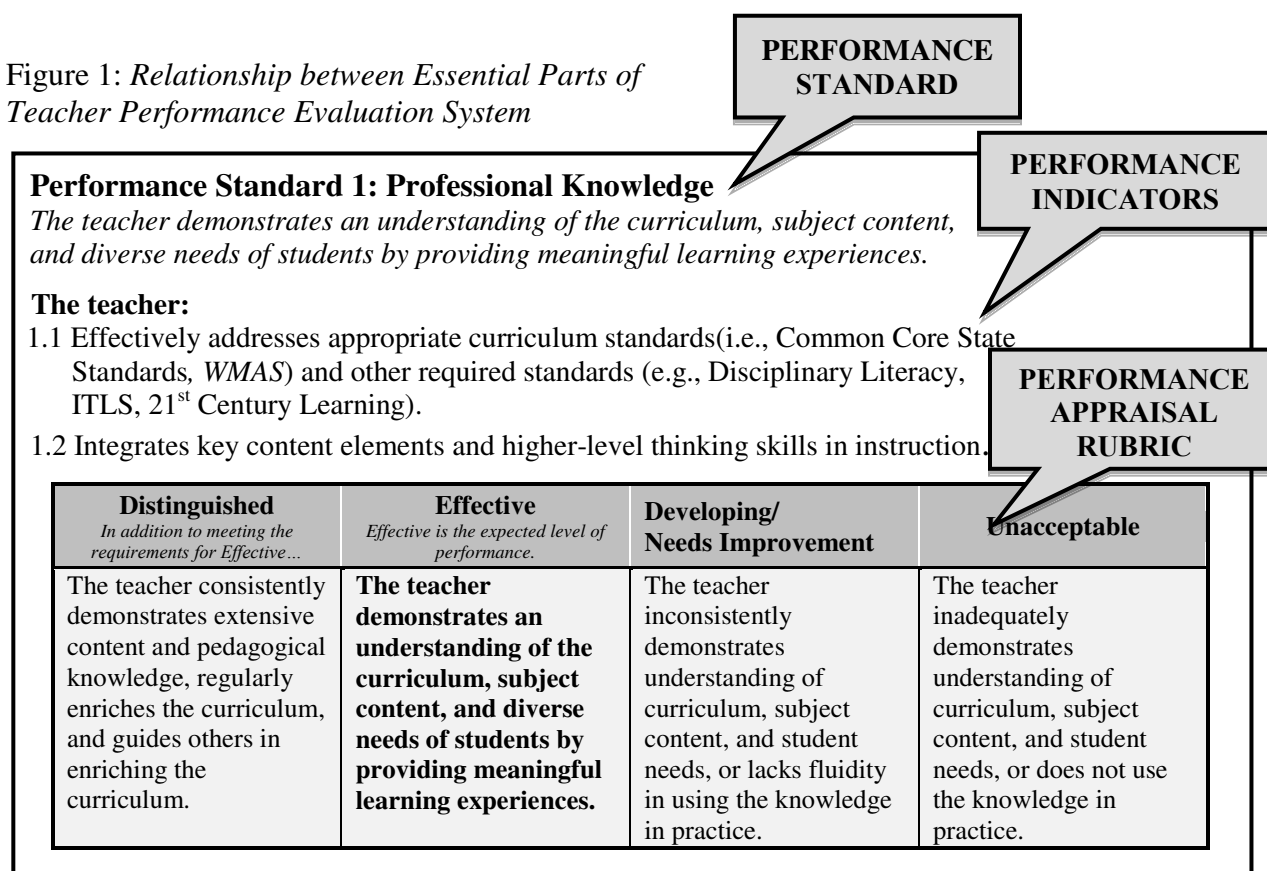 Figure 1: Relationship between Essential Parts of
Teacher Performance Evaluation System
PERFORMANCE
STANDARD
PERFORMANCE
INDICATORS
Performance Standard 1: Professional Knowledge
The teacher demonstrates an understanding of the curriculum, subject content,
and diverse needs of students by providing meaningful learning experiences.
The teacher:
1.1 Effectively addresses appropriate curriculum standards(i.e., Common Core State
Standards, WMAS) and other required standards (e.g., Disciplinary Literacy,
ITLS, 21st Century Learning).
1.2 Integrates key content elements and higher-level thinking skills in instruction.
PERFORMANCE
APPRAISAL
RUBRIC
Distinguished
In addition to meeting the
requirements for Effective…
Effective
Effective is the expected level of
performance.
Developing/
Needs Improvement
Unacceptable
The teacher consistently
demonstrates extensive
content and pedagogical
knowledge, regularly
enriches the curriculum,
and guides others in
enriching the
curriculum.
The teacher
demonstrates an
understanding of the
curriculum, subject
content, and diverse
needs of students by
providing meaningful
learning experiences.
The teacher
inconsistently
demonstrates
understanding of
curriculum, subject
content, and student
needs, or lacks fluidity
in using the knowledge
in practice.
The teacher
inadequately
demonstrates
understanding of
curriculum, subject
content, and student
needs, or does not use
the knowledge in
practice.